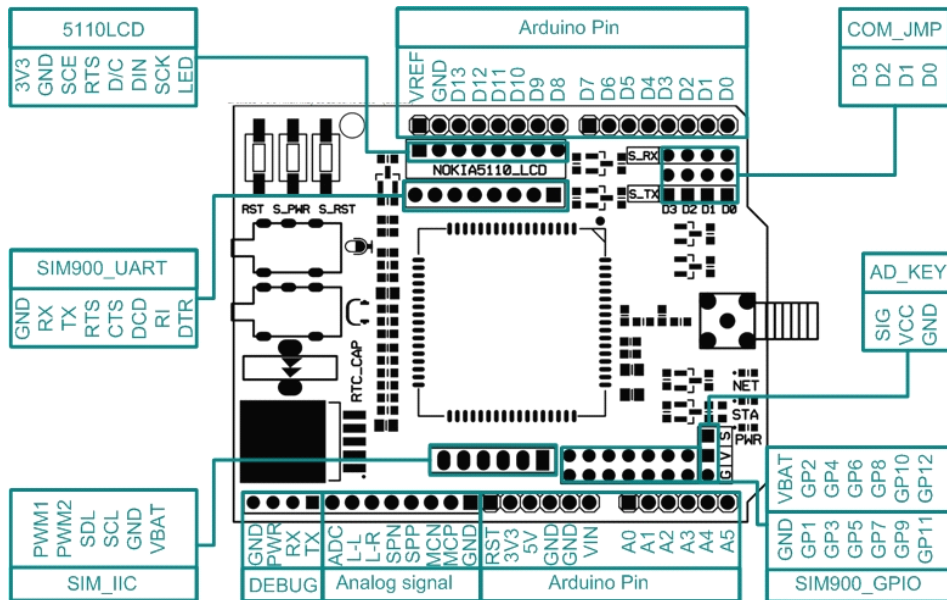 5110LCD
3V3 GND SCE RTS D/C DIN SCK LED
Arduino Pin
VREF GND D13 D12 D11 D10 D9 D8 D7 D6 D5 D4 D3 D2 D1 D0
COM_JMP
D3 D2 D1 D0
NOKIA5110_LCD
S_RX
S_TX
D3 D2 D1 D0
RST S_PWR S_RST
SIM900_UART
GND RX TX RTS CTS DCD RI DTR
AD_KEY
SIG VCC GND
RTC_CAP
NET
STA
PWR
G V S
PWM1 PWM2 SDL SCL GND VBAT
SIM_IIC
GND PWR RX TX
DEBUG
ADC L-L L-R SPN SPP MCN MCP GND
Analog signal
RST 3V3 5V GND GND VIN A0 A1 A2 A3 A4 A5
Arduino Pin
VBAT GP2 GP4 GP6 GP8 GP10 GP12
GND GP1 GP3 GP5 GP7 GP9 GP11
SIM900_GPIO